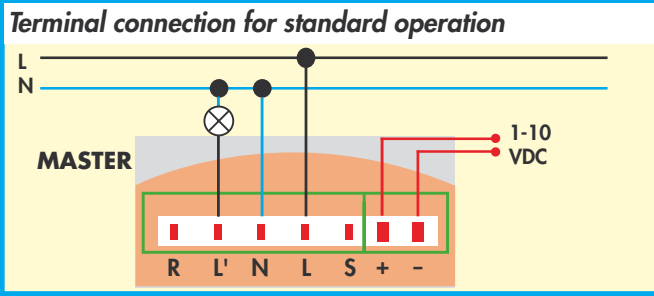 Terminal connection for standard operation
L
N
1-10
VDC
MASTER
R L' N L S + –